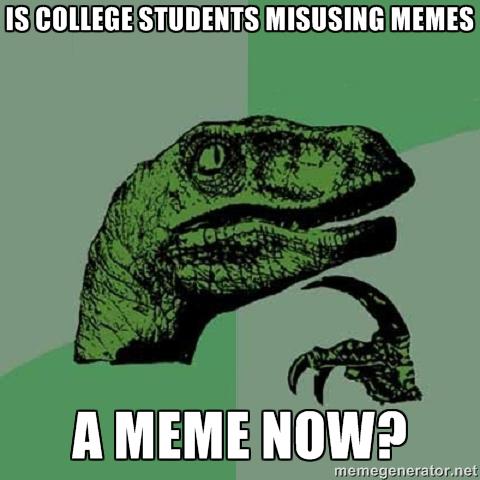 IS COLLEGE STUDENTS MISUSING MEMES
A MEME NOW?
memegenerator.net